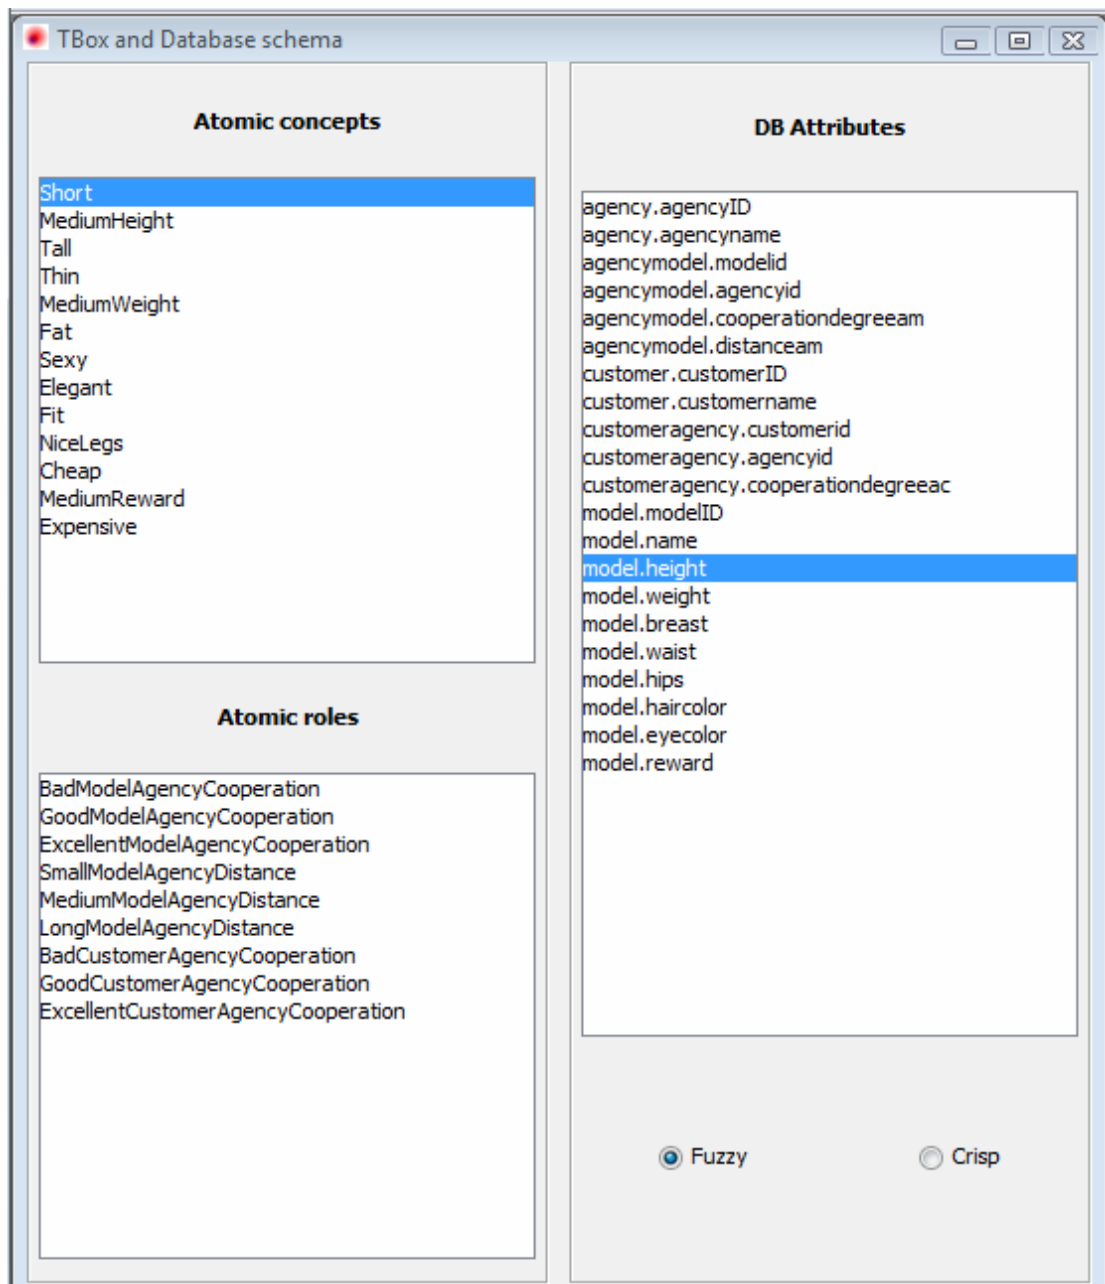 TBox and Database schema
Atomic concepts
Short
MediumHeight
Tall
Thin
MediumWeight
Fat
Sexy
Elegant
Fit
NiceLegs
Cheap
MediumReward
Expensive
Atomic roles
BadModelAgencyCooperation
GoodModelAgencyCooperation
ExcellentModelAgencyCooperation
SmallModelAgencyDistance
MediumModelAgencyDistance
LongModelAgencyDistance
BadCustomerAgencyCooperation
GoodCustomerAgencyCooperation
ExcellentCustomerAgencyCooperation
DB Attributes
agency.agencyID
agency.agencyname
agencymodel.modelid
agencymodel.agencyid
agencymodel.cooperationdegreeam
agencymodel.distanceam
customer.customerID
customer.customername
customeragency.customerid
customeragency.agencyid
customeragency.cooperationdegreeac
model.modelID
model.name
model.height
model.weight
model.breast
model.waist
model.hips
model.haircolor
model.eyecolor
model.reward
Fuzzy
Crisp